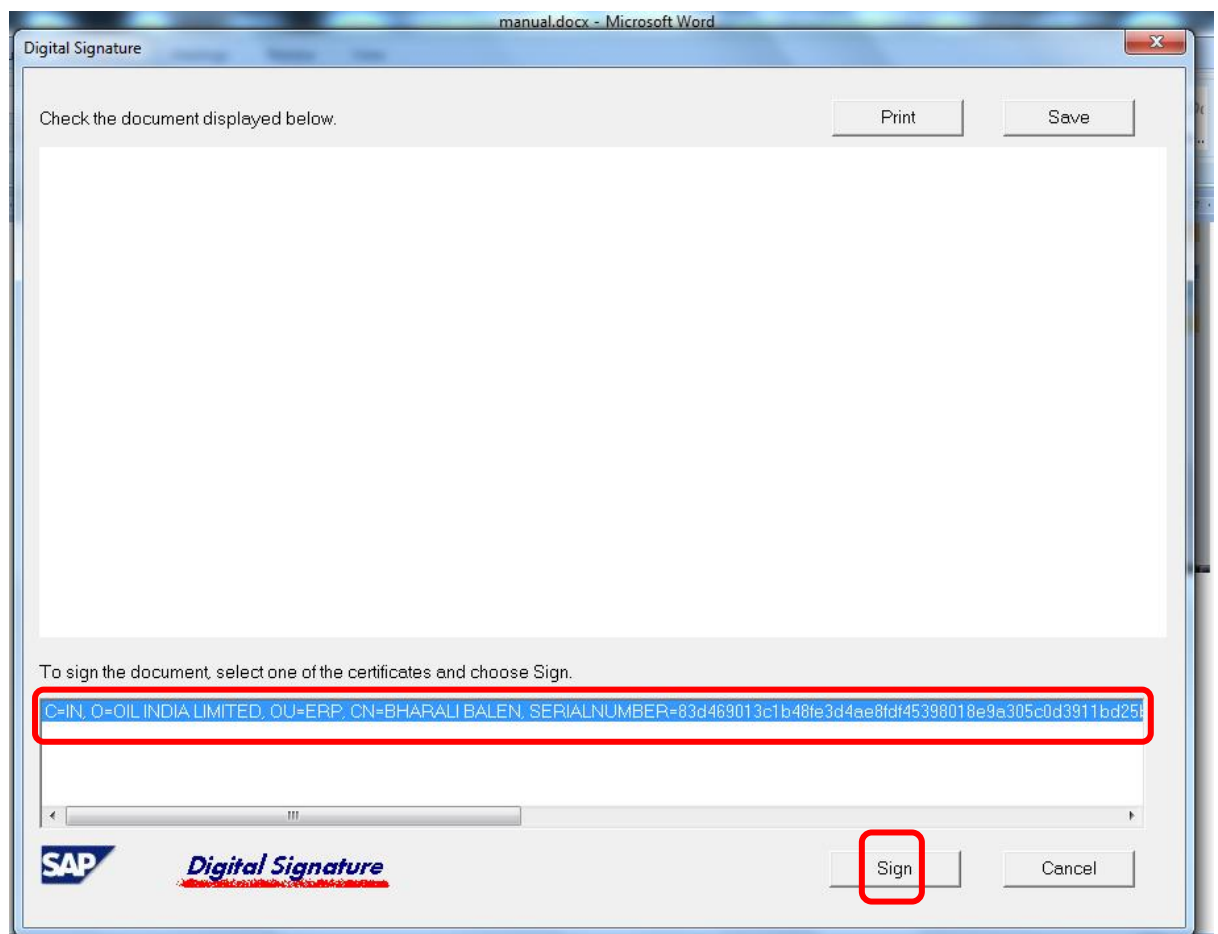 manual.docx - Microsoft Word
Digital Signature
Check the document displayed below.
Print
Save
To sign the document, select one of the certificates and choose Sign.
C=IN, O=OIL INDIA LIMITED, OU=ERP, CN=BHARALI BALEN, SERIALNUMBER=83d469013c1b48fe3d4ae8fdf45398018e9a305c0d3911bd25
SAP
Digital Signature
Sign
Cancel